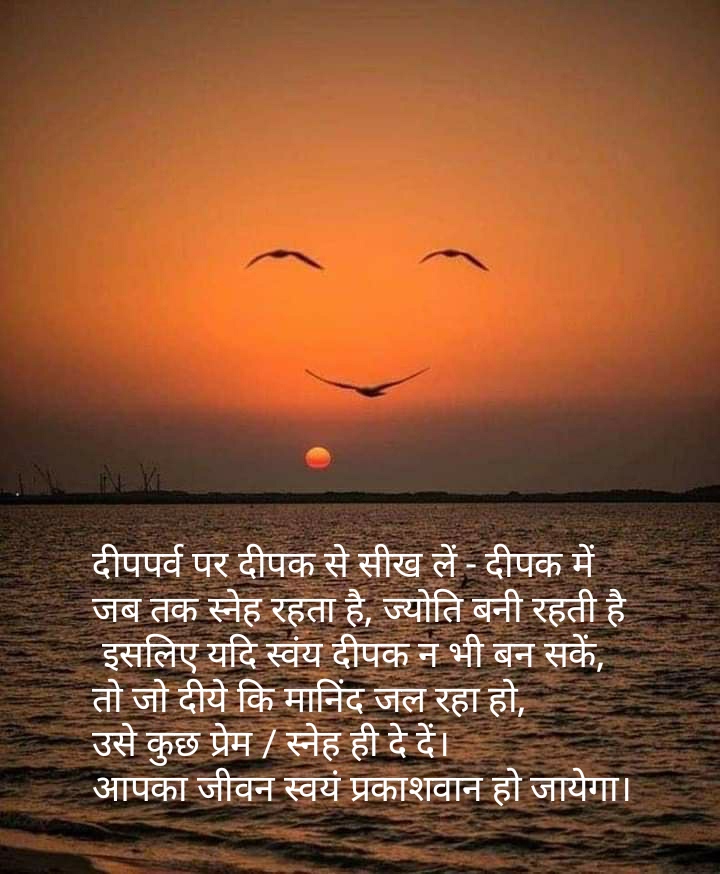 दीपपर्व पर दीपक से सीख लें - दीपक में
जब तक स्नेह रहता है, ज्योति बनी रहती है
इसलिए यदि स्वंय दीपक न भी बन सकें,
तो जो दीये कि मानिंद जल रहा हो,
उसे कुछ प्रेम / स्नेह ही दे दें।
आपका जीवन स्वयं प्रकाशवान हो जायेगा।